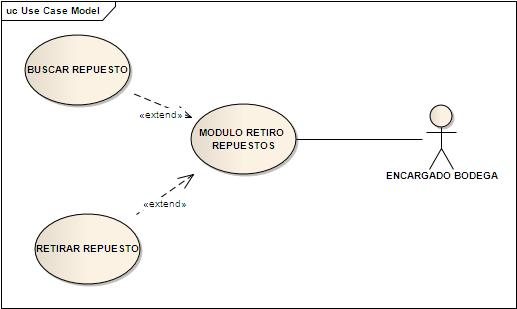 uc Use Case Model
BUSCAR REPUESTO
«extend»
MODULO RETIRO
REPUESTOS
ENCARGADO BODEGA
«extend»
RETIRAR REPUESTO